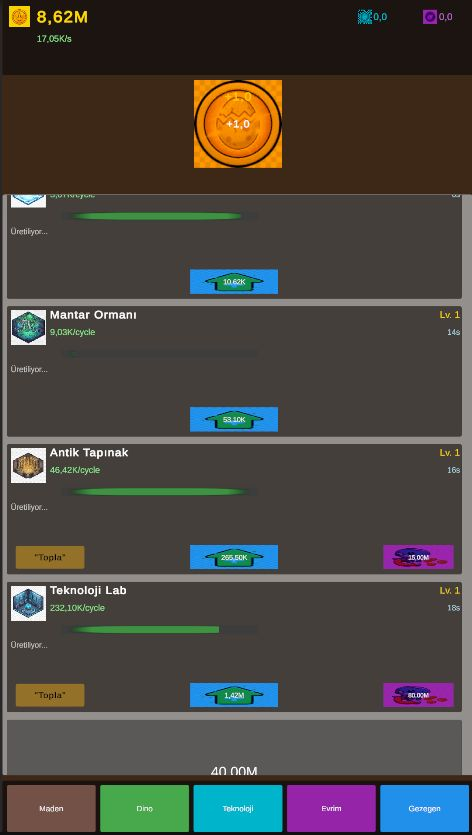 8,62M
0,0
0,0
17,05K/s
+1,0
+1,0
Üretiliyor...
10,62K
Mantar Ormanı
Lv. 1
9,03K/cycle
14s
Üretiliyor...
53,10K
Antik Tapınak
Lv. 1
46,42K/cycle
16s
Üretiliyor...
"Topla"
265,50K
15,00M
Teknoloji Lab
Lv. 1
232,10K/cycle
18s
Üretiliyor...
"Topla"
1,42M
80,00M
40,00M
Maden
Dino
Teknoloji
Evrim
Gezegen